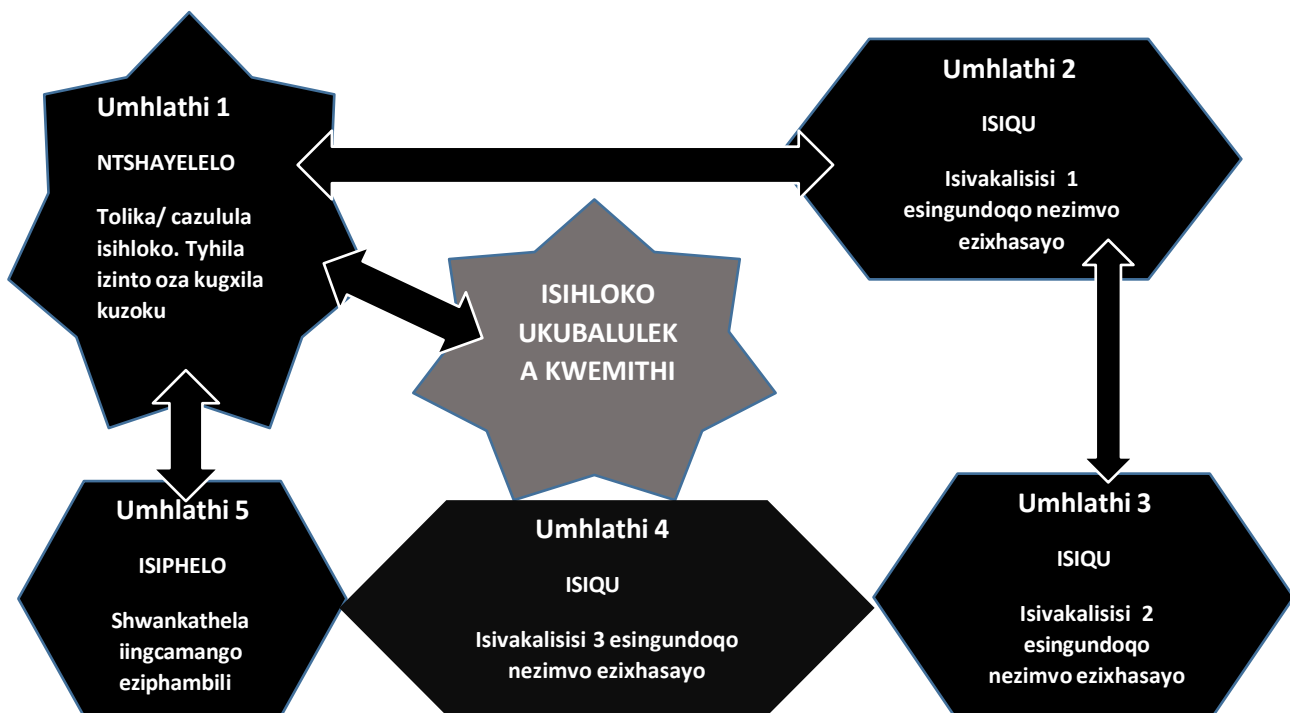 Umhlathi 1
NTSHAYELELO
Tolika/ cazulula
isihloko. Tyhila
izinto oza kugxila
kuzoku
Umhlathi 2
ISIQU
Isivakalisisi 1
esingundoqo nezimvo
ezixhasayo
ISIHLOKO
UKUBALULEK
A KWEMITHI
Umhlathi 3
ISIQU
Isivakalisisi 2
esingundoqo
nezimvo ezixhasayo
Umhlathi 4
ISIQU
Isivakalisisi 3 esingundoqo
nezimvo ezixhasayo
Umhlathi 5
ISIPHELO
Shwankathela
iingcamango
eziphambili